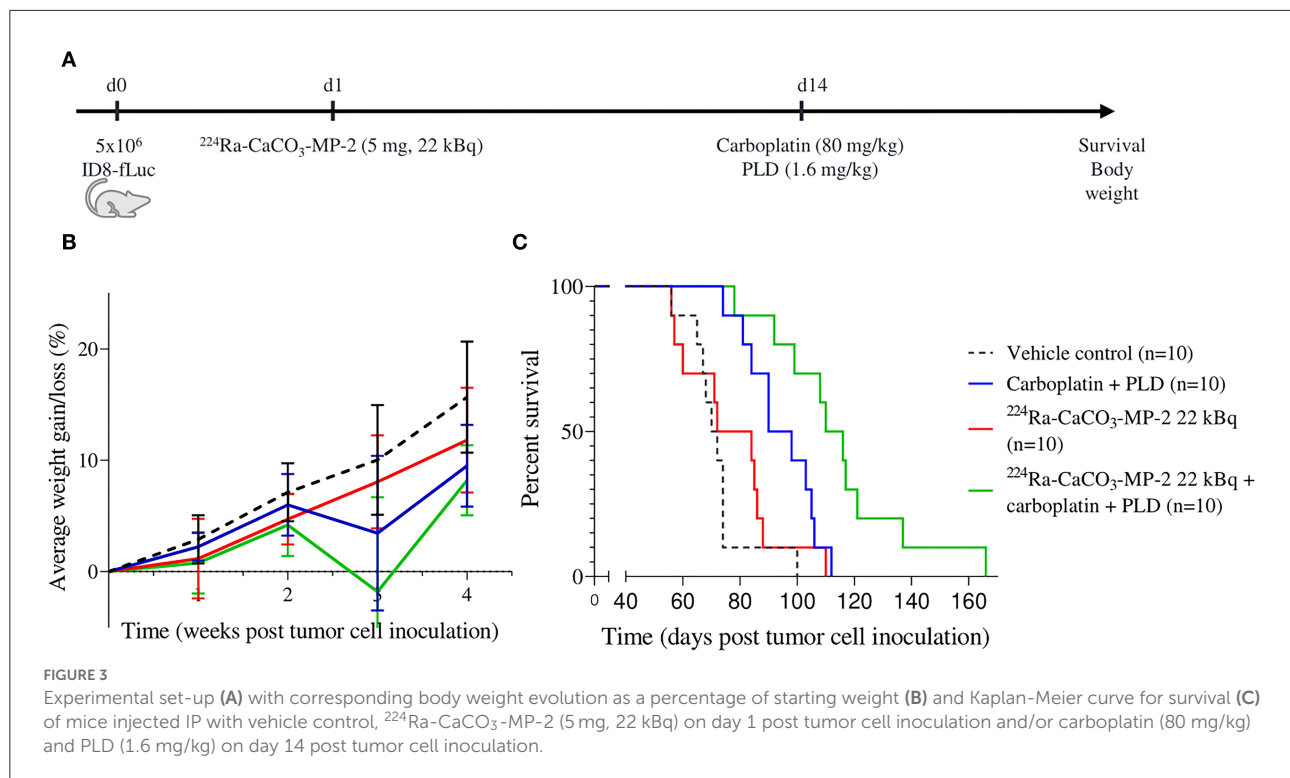 A
d0 d1 d14
5x10⁶ ²²⁴Ra-CaCO₃-MP-2 (5 mg, 22 kBq) Carboplatin (80 mg/kg) Survival
ID8-fLuc PLD (1.6 mg/kg) Body
weight
B
Average weight gain/loss (%)
20
10
0
2 4
Time (weeks post tumor cell inoculation)
C
Percent survival
100
50
0
0 40 60 80 100 120 140 160
Time (days post tumor cell inoculation)
Vehicle control (n=10)
Carboplatin + PLD (n=10)
²²⁴Ra-CaCO₃-MP-2 22 kBq
(n=10)
²²⁴Ra-CaCO₃-MP-2 22 kBq +
carboplatin + PLD (n=10)
FIGURE 3
Experimental set-up (A) with corresponding body weight evolution as a percentage of starting weight (B) and Kaplan-Meier curve for survival (C)
of mice injected IP with vehicle control, ²²⁴Ra-CaCO₃-MP-2 (5 mg, 22 kBq) on day 1 post tumor cell inoculation and/or carboplatin (80 mg/kg)
and PLD (1.6 mg/kg) on day 14 post tumor cell inoculation.